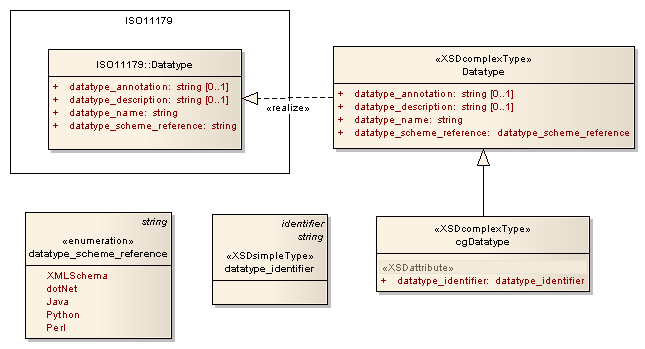 ISO11179
ISO11179::Datatype
+ datatype_annotation: string [0..1]
+ datatype_description: string [0..1]
+ datatype_name: string
+ datatype_scheme_reference: string
«realize»
«XSDcomplexType»
Datatype
+ datatype_annotation: string [0..1]
+ datatype_description: string [0..1]
+ datatype_name: string
+ datatype_scheme_reference: datatype_scheme_reference
string
«enumeration»
datatype_scheme_reference
XMLSchema
dotNet
Java
Python
Perl
identifier
string
«XSDsimpleType»
datatype_identifier
«XSDcomplexType»
cgDatatype
«XSDattribute»
+ datatype_identifier: datatype_identifier